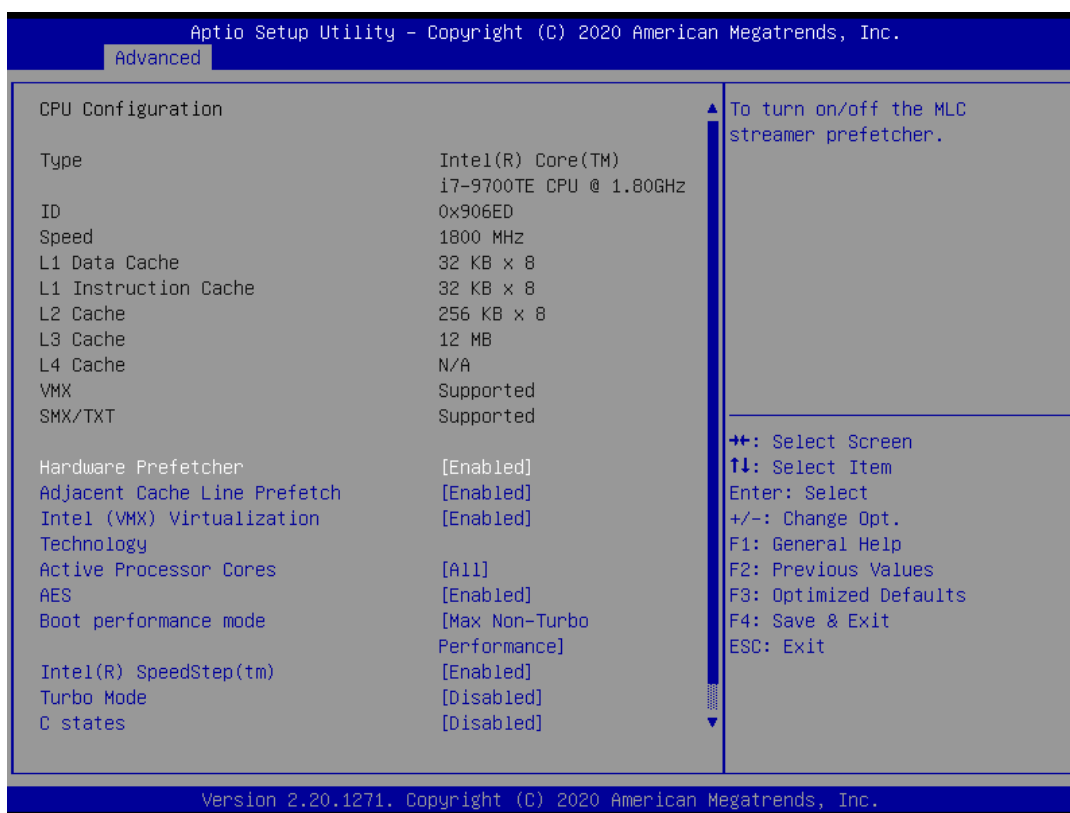 Aptio Setup Utility – Copyright (C) 2020 American Megatrends, Inc.
Advanced
CPU Configuration
Type Intel(R) Core(TM)
i7-9700TE CPU @ 1.80GHz
ID 0x906ED
Speed 1800 MHz
L1 Data Cache 32 KB x 8
L1 Instruction Cache 32 KB x 8
L2 Cache 256 KB x 8
L3 Cache 12 MB
L4 Cache N/A
VMX Supported
SMX/TXT Supported
Hardware Prefetcher [Enabled]
Adjacent Cache Line Prefetch [Enabled]
Intel (VMX) Virtualization [Enabled]
Technology
Active Processor Cores [All]
AES [Enabled]
Boot performance mode [Max Non-Turbo
Performance]
Intel(R) SpeedStep(tm) [Enabled]
Turbo Mode [Disabled]
C states [Disabled]
To turn on/off the MLC
streamer prefetcher.
→←: Select Screen
↑↓: Select Item
Enter: Select
+/-: Change Opt.
F1: General Help
F2: Previous Values
F3: Optimized Defaults
F4: Save & Exit
ESC: Exit
Version 2.20.1271. Copyright (C) 2020 American Megatrends, Inc.